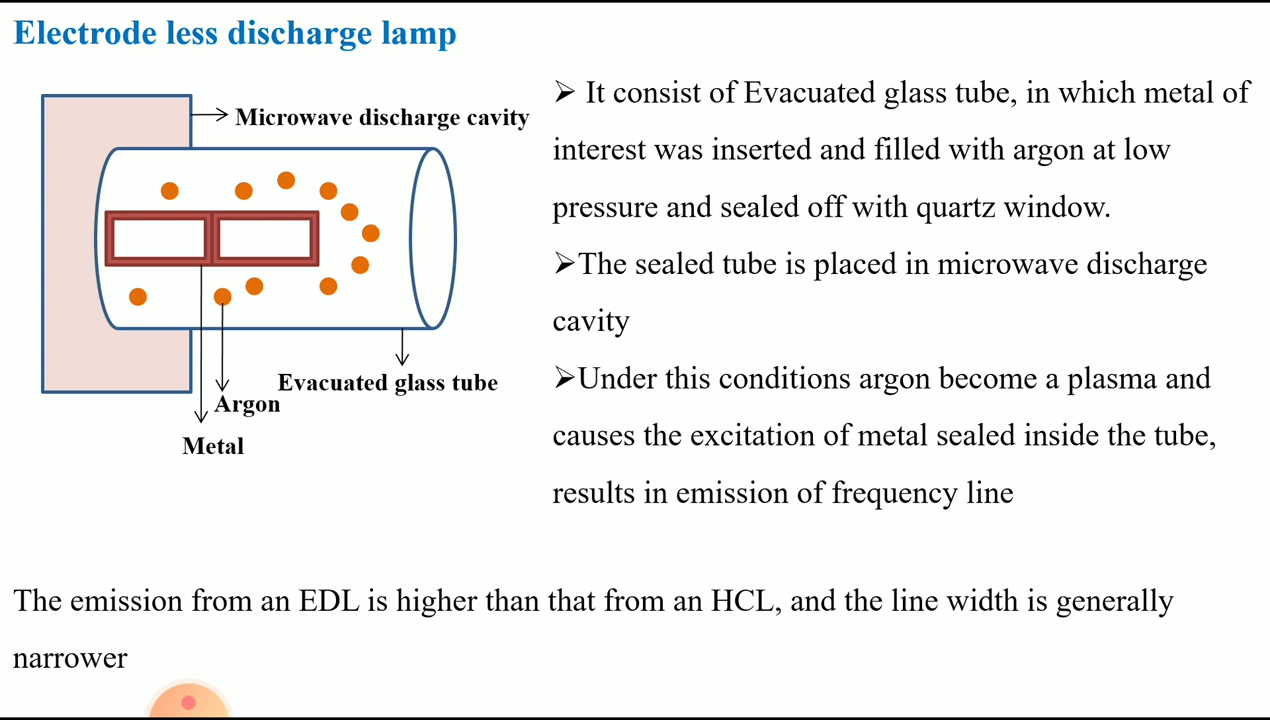 Electrode less discharge lamp
Microwave discharge cavity
Evacuated glass tube
Argon
Metal
➢ It consist of Evacuated glass tube, in which metal of
interest was inserted and filled with argon at low
pressure and sealed off with quartz window.
➢The sealed tube is placed in microwave discharge
cavity
➢Under this conditions argon become a plasma and
causes the excitation of metal sealed inside the tube,
results in emission of frequency line
The emission from an EDL is higher than that from an HCL, and the line width is generally
narrower